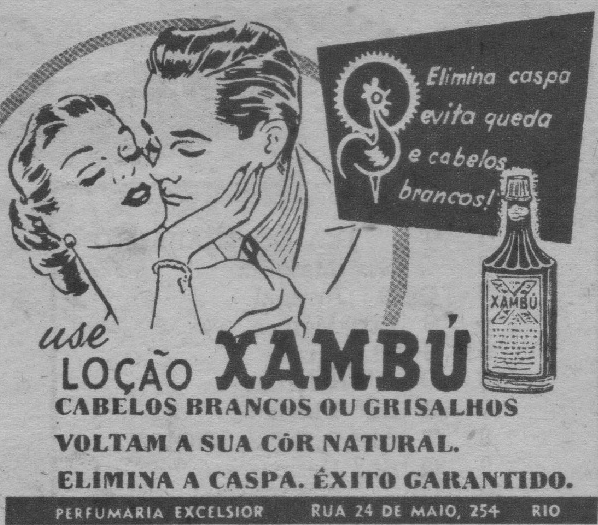 Elimina caspa
evita queda
e cabelos
brancos!
XAMBÚ
use
LOÇÃO XAMBÚ
CABELOS BRANCOS OU GRISALHOS
VOLTAM A SUA CÔR NATURAL.
ELIMINA A CASPA. ÊXITO GARANTIDO.
PERFUMARIA EXCELSIOR RUA 24 DE MAIO, 254 RIO